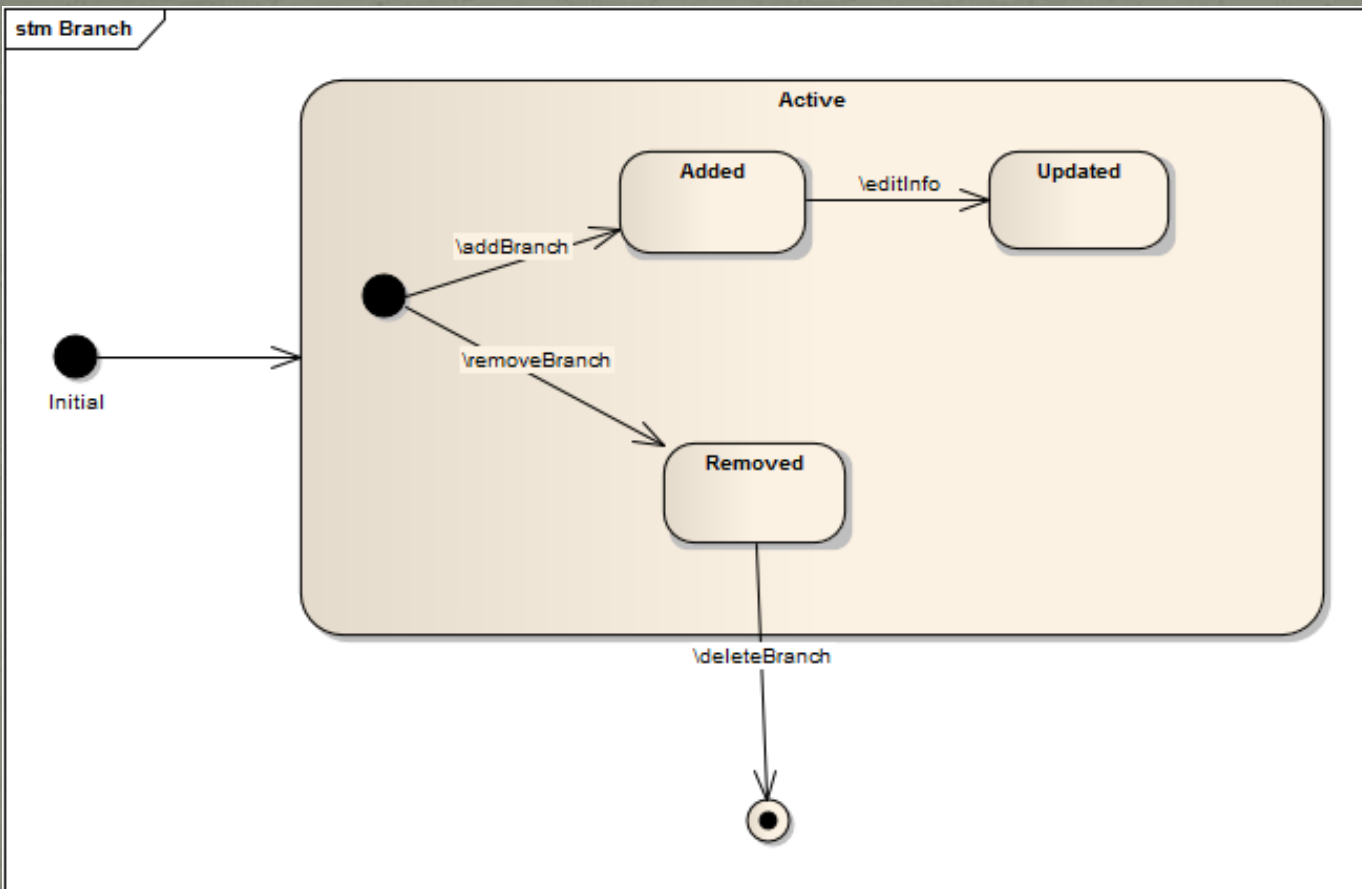 stm Branch
Active
Added
Updated
\editInfo
\addBranch
\removeBranch
Initial
Removed
\deleteBranch